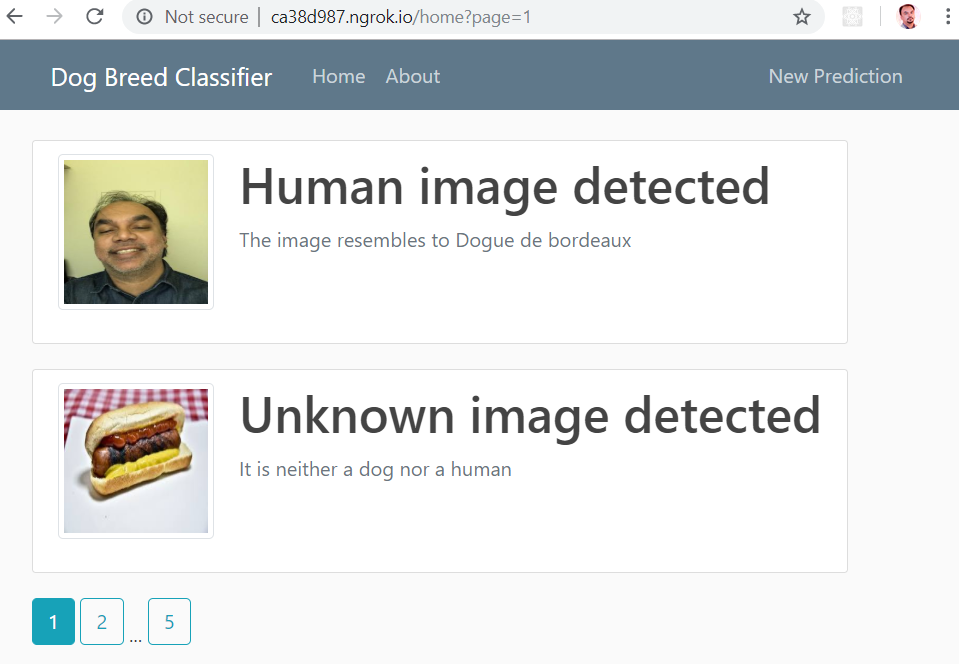 Not secure | ca38d987.ngrok.io/home?page=1
Dog Breed Classifier Home About New Prediction
Human image detected
The image resembles to Dogue de bordeaux
Unknown image detected
It is neither a dog nor a human
1 2 ... 5